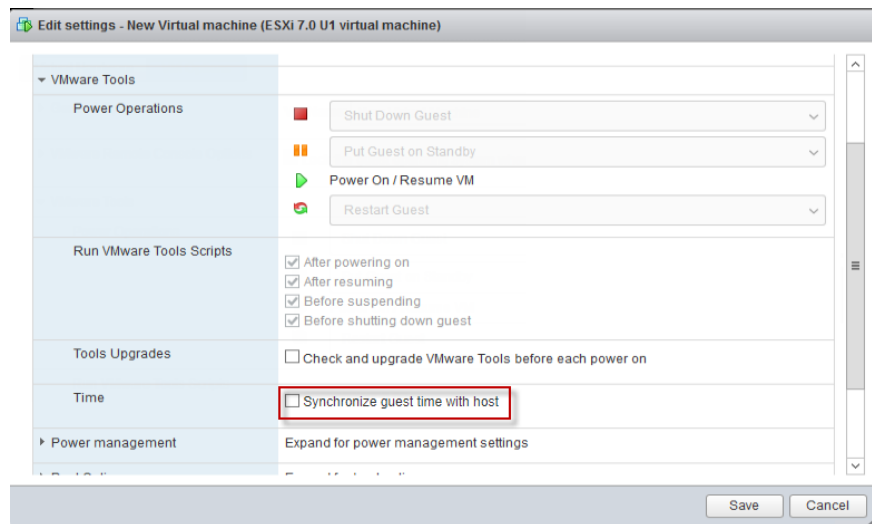 Edit settings - New Virtual machine (ESXi 7.0 U1 virtual machine)
VMware Tools
Power Operations
Shut Down Guest
Put Guest on Standby
Power On / Resume VM
Restart Guest
Run VMware Tools Scripts
After powering on
After resuming
Before suspending
Before shutting down guest
Tools Upgrades
Check and upgrade VMware Tools before each power on
Time
Synchronize guest time with host
Power management
Expand for power management settings
Save
Cancel